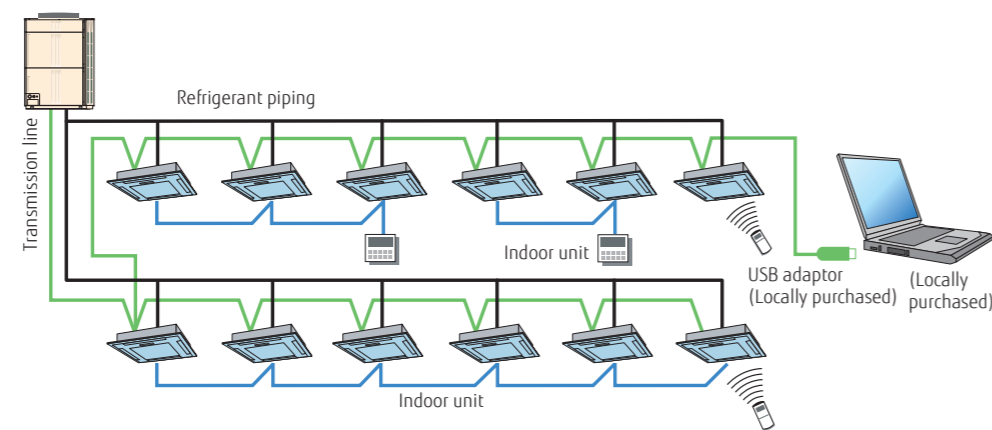 Refrigerant piping
Transmission line
Indoor unit
USB adaptor
(Locally purchased)
(Locally
purchased)
Indoor unit